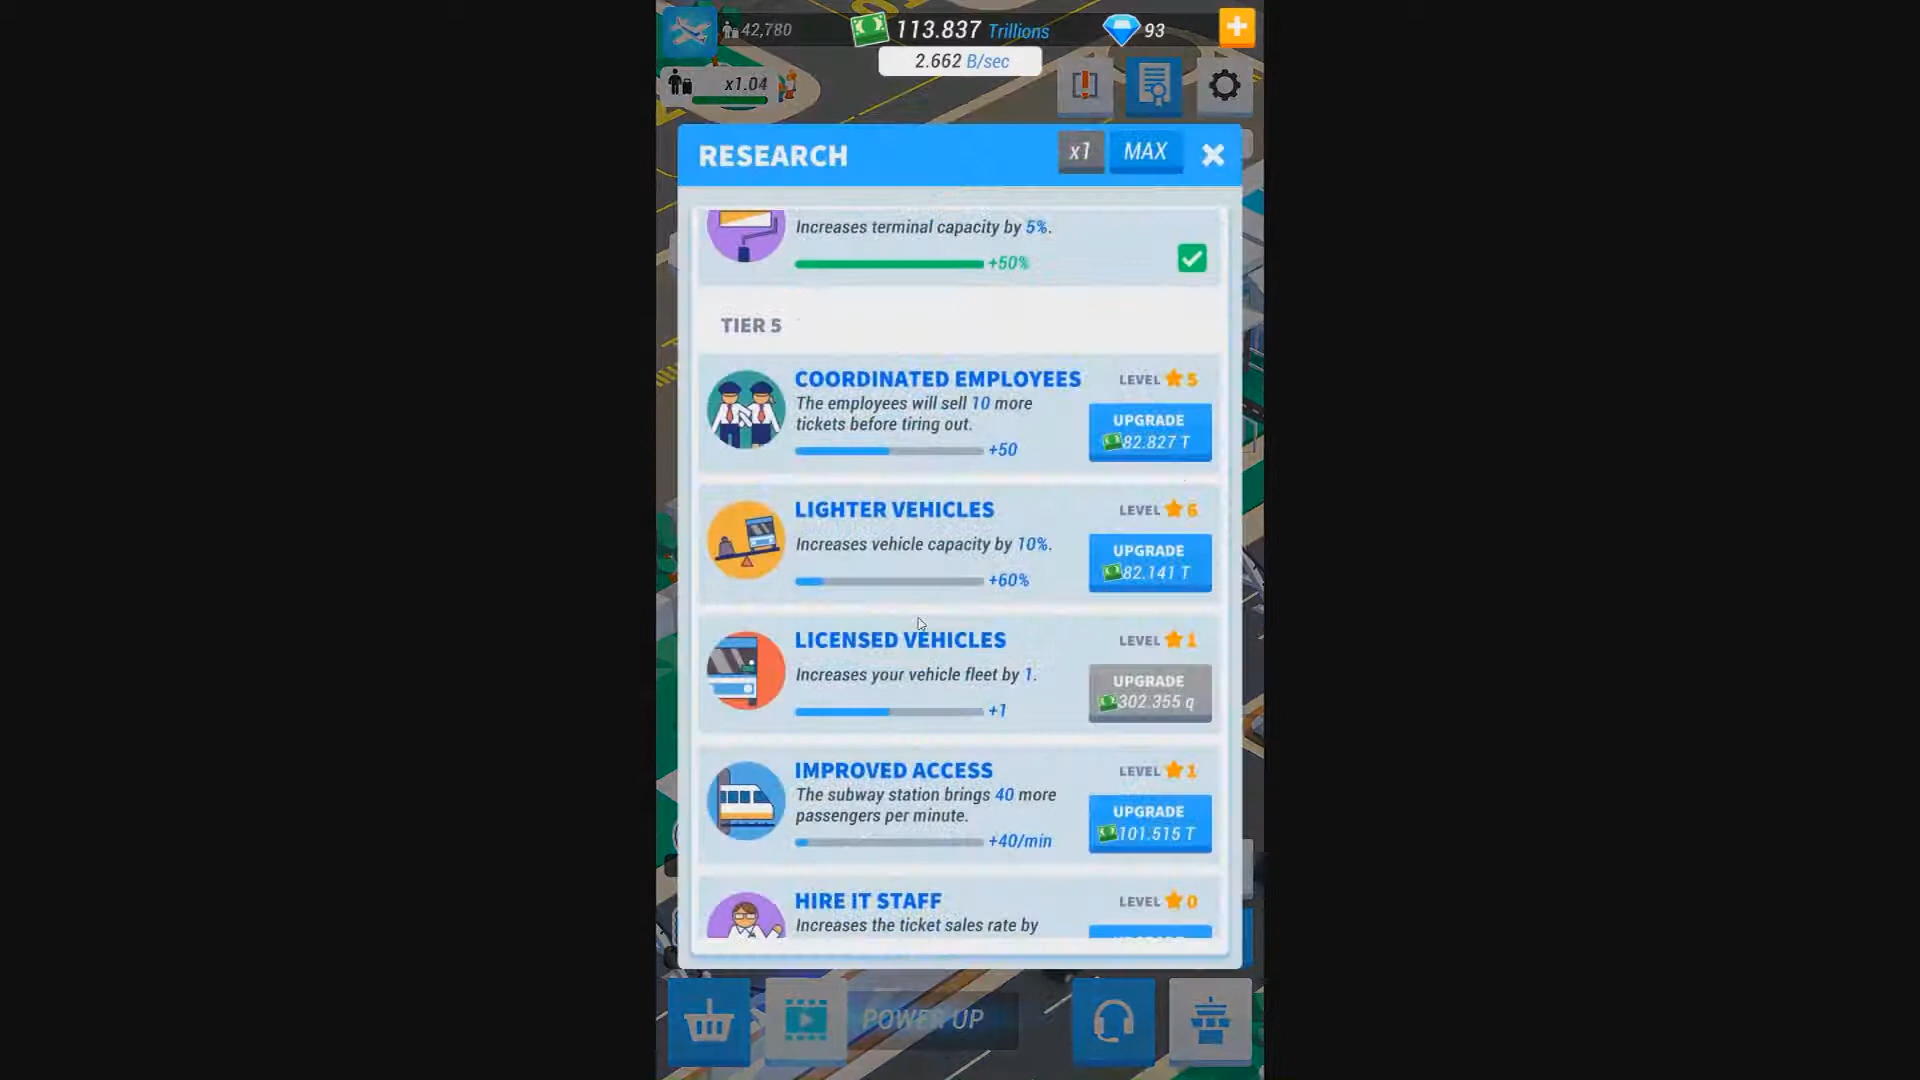 42,780
113.837 Trillions
93
2.662 B/sec
x1.04
RESEARCH
x1
MAX
Increases terminal capacity by 5%.
+50%
TIER 5
COORDINATED EMPLOYEES
LEVEL 5
The employees will sell 10 more
tickets before tiring out.
+50
UPGRADE
82.827 T
LIGHTER VEHICLES
LEVEL 6
Increases vehicle capacity by 10%.
+60%
UPGRADE
82.141 T
LICENSED VEHICLES
LEVEL 1
Increases your vehicle fleet by 1.
+1
UPGRADE
302.355 q
IMPROVED ACCESS
LEVEL 1
The subway station brings 40 more
passengers per minute.
+40/min
UPGRADE
101.515 T
HIRE IT STAFF
LEVEL 0
Increases the ticket sales rate by
POWER UP